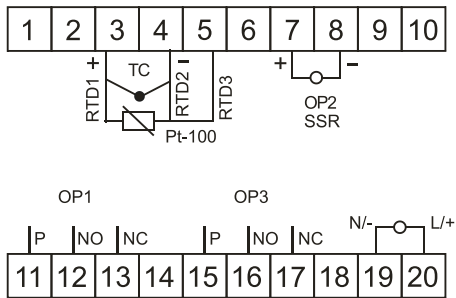 1 2 3 4 5 6 7 8 9 10
+ TC − + −
RTD1 RTD2 RTD3
Pt-100
OP2
SSR
OP1 OP3
N/- L/+
P NO NC P NO NC
11 12 13 14 15 16 17 18 19 20